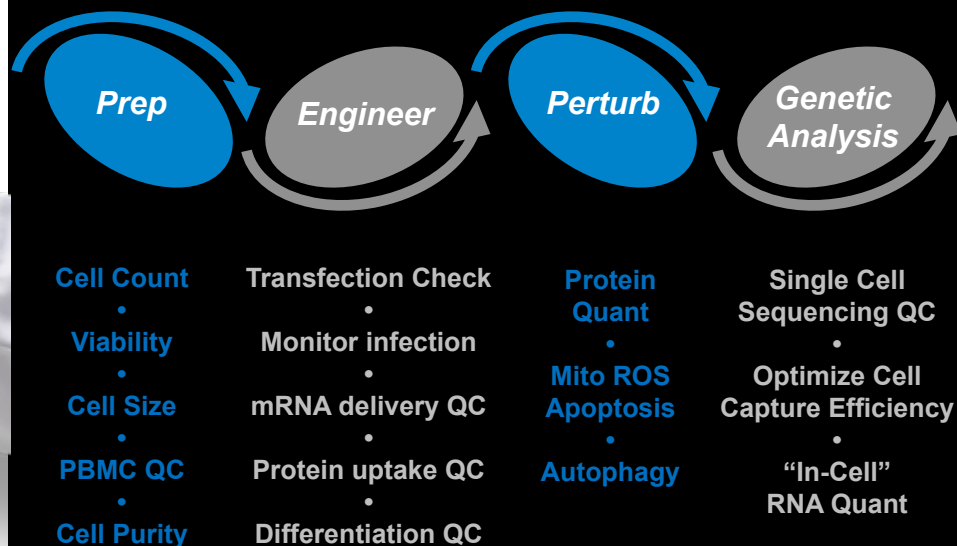 Prep
Engineer
Perturb
Genetic
Analysis
Cell Count
•
Viability
•
Cell Size
•
PBMC QC
•
Cell Purity
Transfection Check
•
Monitor infection
•
mRNA delivery QC
•
Protein uptake QC
•
Differentiation QC
Protein
Quant
•
Mito ROS
Apoptosis
•
Autophagy
Single Cell
Sequencing QC
•
Optimize Cell
Capture Efficiency
•
“In-Cell”
RNA Quant